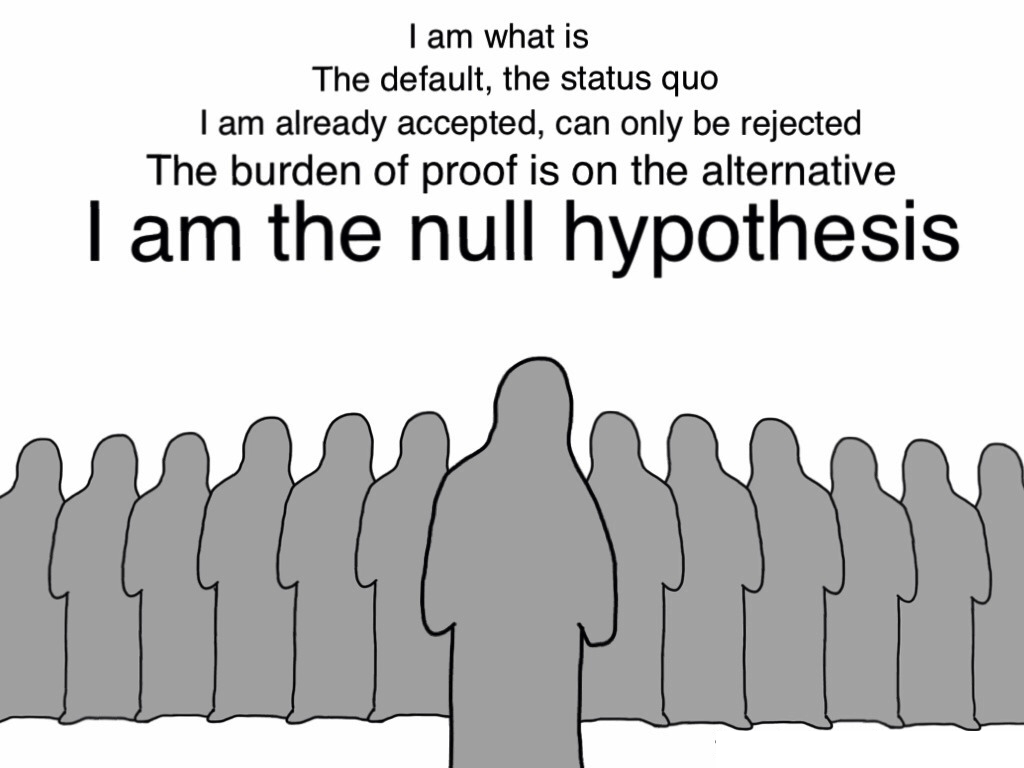 I am what is
The default, the status quo
I am already accepted, can only be rejected
The burden of proof is on the alternative
I am the null hypothesis